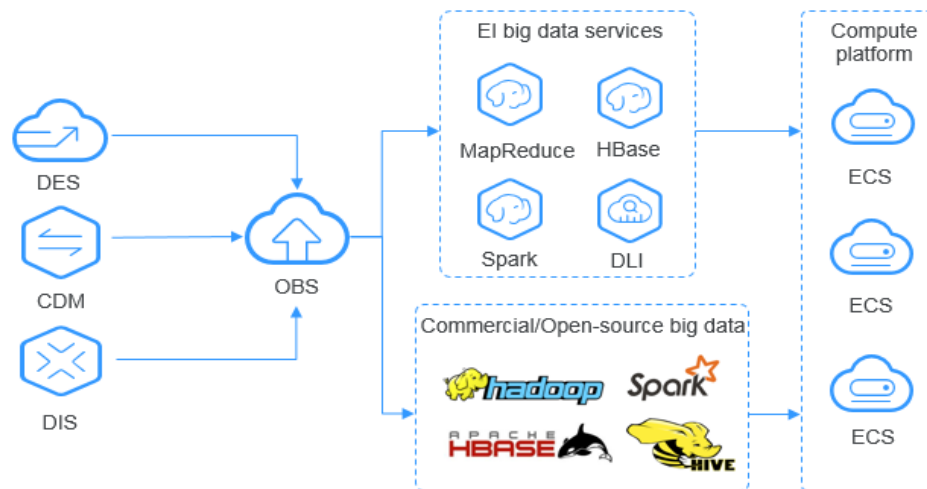 DES
CDM
DIS
OBS
EI big data services
MapReduce
HBase
Spark
DLI
Commercial/Open-source big data
hadoop
Spark
APACHE
HBASE
HIVE
Compute
platform
ECS
ECS
ECS